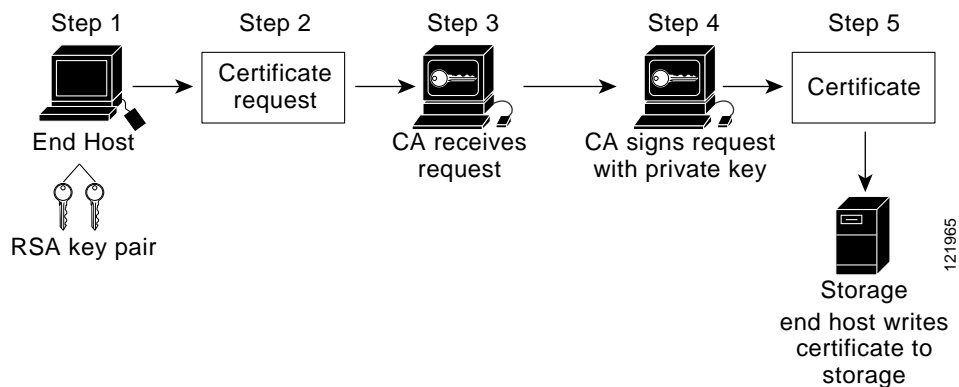 Step 1
Step 2
Step 3
Step 4
Step 5
Certificate
request
Certificate
End Host
CA receives
request
CA signs request
with private key
RSA key pair
Storage
end host writes
certificate to
storage
121965